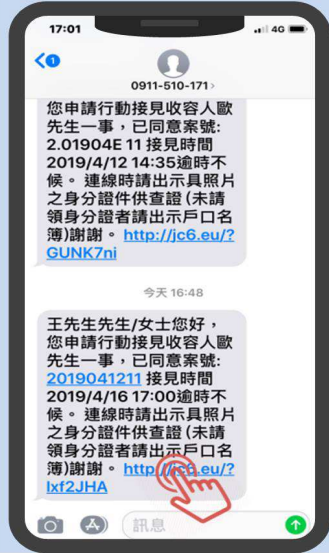 17:01
4G
1
0911-510-171
您申請行動接見收容人歐
先生一事，已同意案號:
2.01904E 11 接見時間
2019/4/12 14:35逾時不
候。 連線時請出示具照片
之身分證件供查證 (未請
領身分證者請出示戶口名
簿)謝謝。 http://jc6.eu/?
GUNK7ni
今天 16:48
王先生先生/女士您好，
您申請行動接見收容人歐
先生一事，已同意案號:
2019041211 接見時間
2019/4/16 17:00逾時不
候。 連線時請出示具照片
之身分證件供查證 (未請
領身分證者請出示戶口名
簿)謝謝。 http://jc6.eu/?
lxf2JHA
訊息